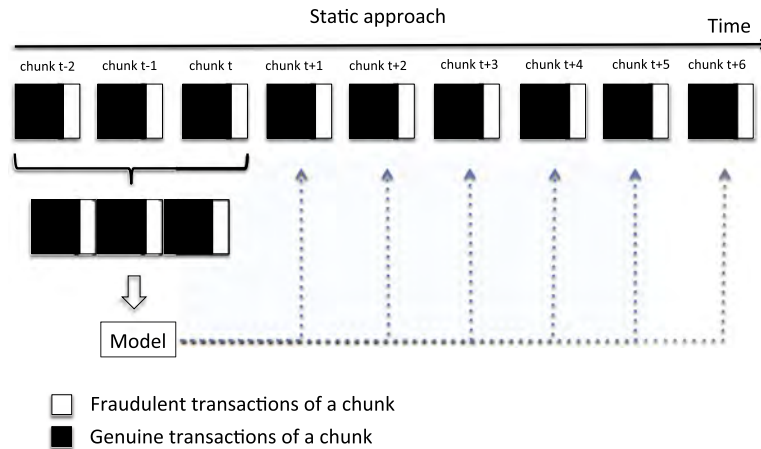 Static approach
Time
chunk t-2 chunk t-1 chunk t chunk t+1 chunk t+2 chunk t+3 chunk t+4 chunk t+5 chunk t+6
Model
Fraudulent transactions of a chunk
Genuine transactions of a chunk